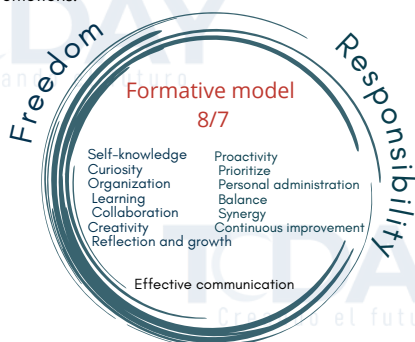 emotions.
Freedom
Responsibility
Formative model
8/7
Self-knowledge
Curiosity
Organization
Learning
Collaboration
Creativity
Reflection and growth
Proactivity
Prioritize
Personal administration
Balance
Synergy
Continuous improvement
Effective communication